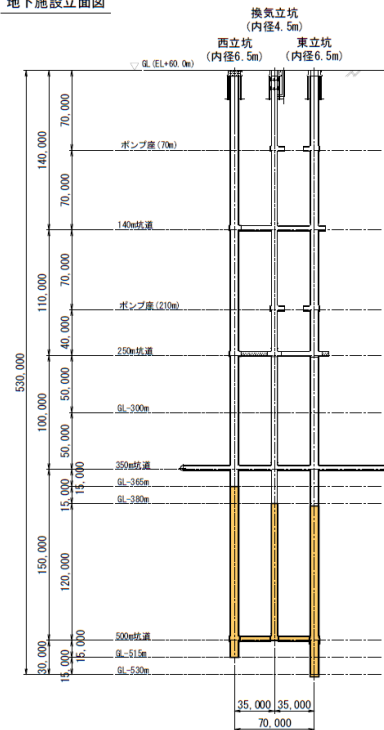 地下施設立面図
換気立坑
(内径4.5m)
西立坑
(内径6.5m)
東立坑
(内径6.5m)
GL(EL+60.0m)
ポンプ座(70m)
140m坑道
ポンプ座(210m)
250m坑道
GL-300m
350m坑道
GL-365m
GL-380m
500m坑道
GL-515m
GL-530m
530,000
140,000
110,000
100,000
150,000
30,000
70,000
70,000
70,000
40,000
50,000
50,000
15,000
15,000
120,000
15,000
15,000
35,000
35,000
70,000